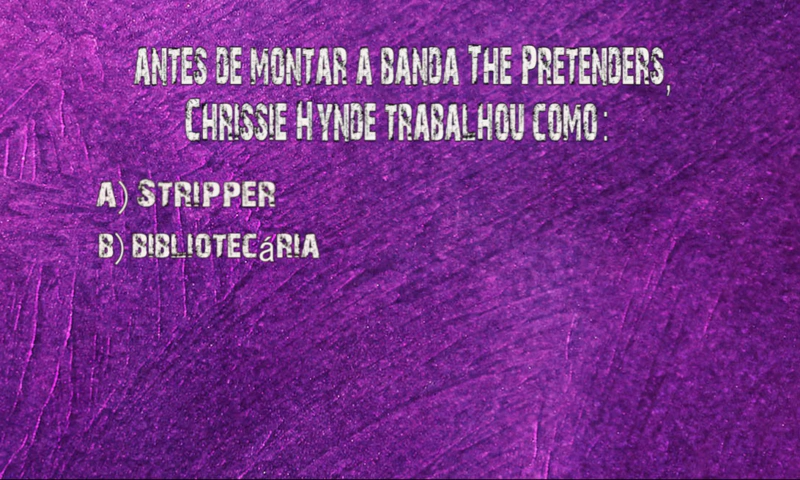 Antes de montar a banda The Pretenders,
Chrissie Hynde trabalhou como:
A) Stripper
B) bibliotecária